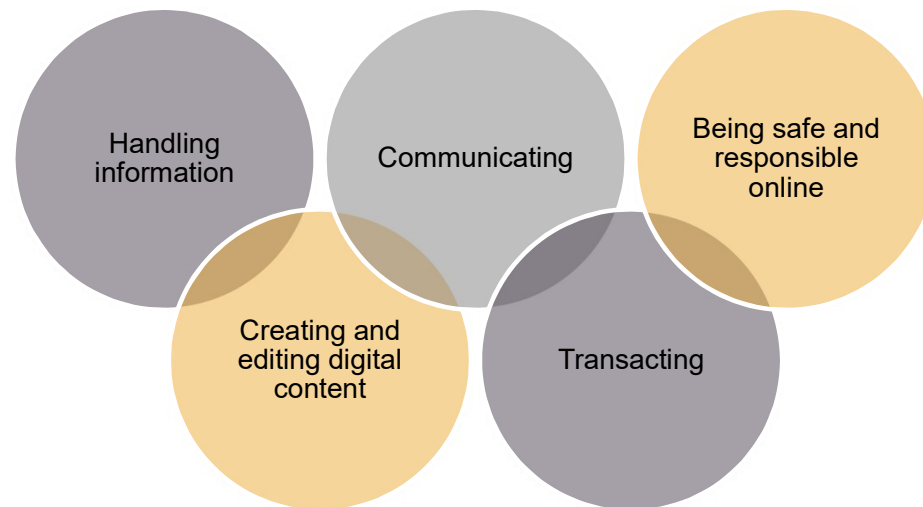 Handling
information
Creating and
editing digital
content
Communicating
Transacting
Being safe and
responsible
online